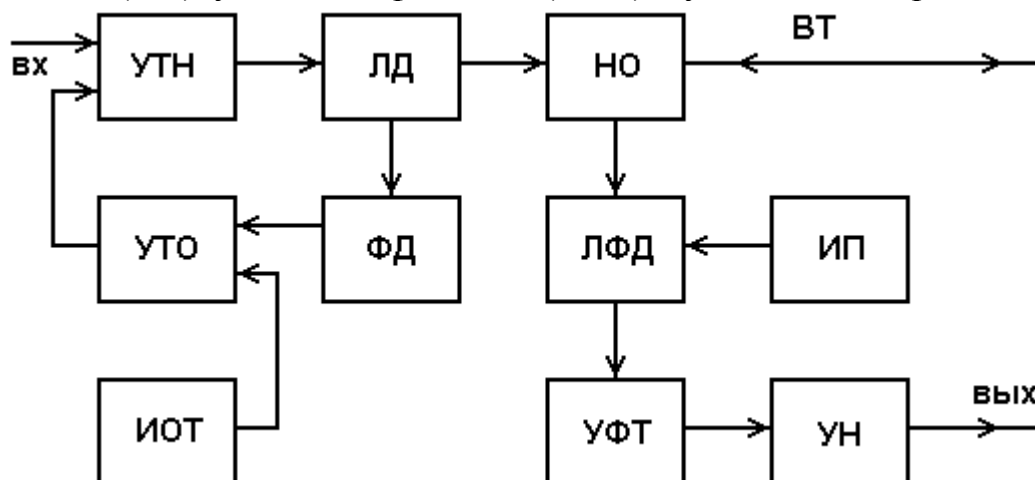 ВТ
вх УТН ЛД НО
УТО ФД ЛФД ИП
вых
ИОТ УФТ УН